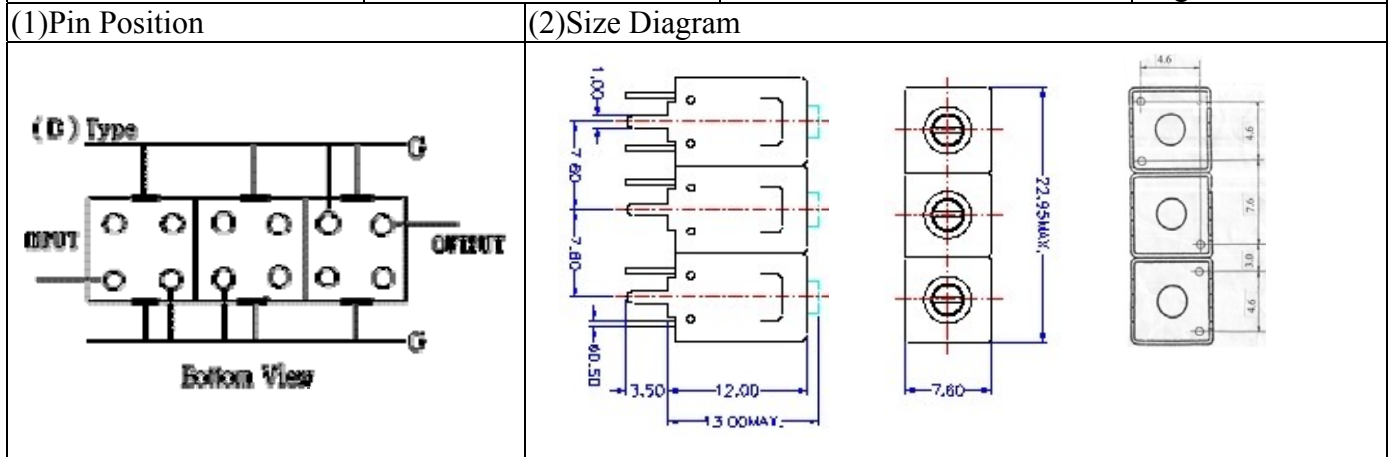 (1)Pin Position
(2)Size Diagram
(D) Type
G
INPUT
OUTPUT
G
Bottom View
1.00
7.60
7.60
ø0.50
3.50
12.00
13.00MAX.
22.95MAX.
7.60
4.6
4.6
7.6
3.0
4.6